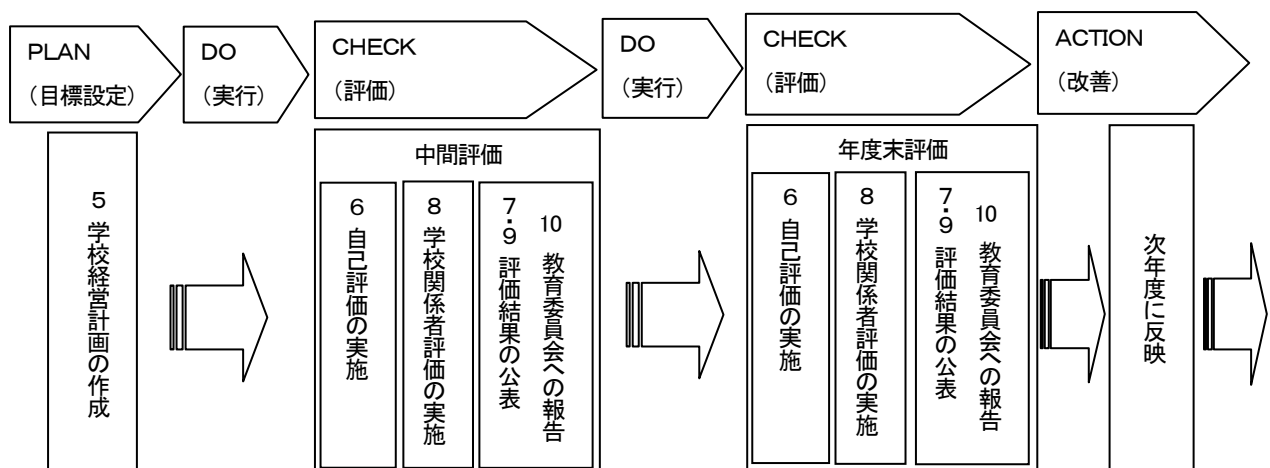 PLAN
（目標設定）
DO
（実行）
CHECK
（評価）
DO
（実行）
CHECK
（評価）
ACTION
（改善）
5 学校経営計画の作成
中間評価
6 自己評価の実施
8 学校関係者評価の実施
7・9 評価結果の公表
10 教育委員会への報告
年度末評価
6 自己評価の実施
8 学校関係者評価の実施
7・9 評価結果の公表
10 教育委員会への報告
次年度に反映